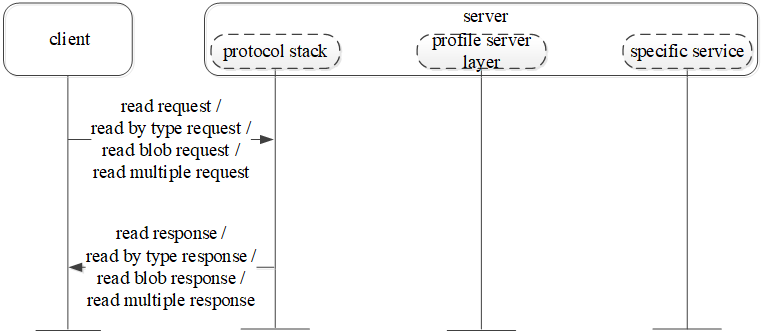 client
server
protocol stack
profile server
layer
specific service
read request /
read by type request /
read blob request /
read multiple request
read response /
read by type response /
read blob response /
read multiple response